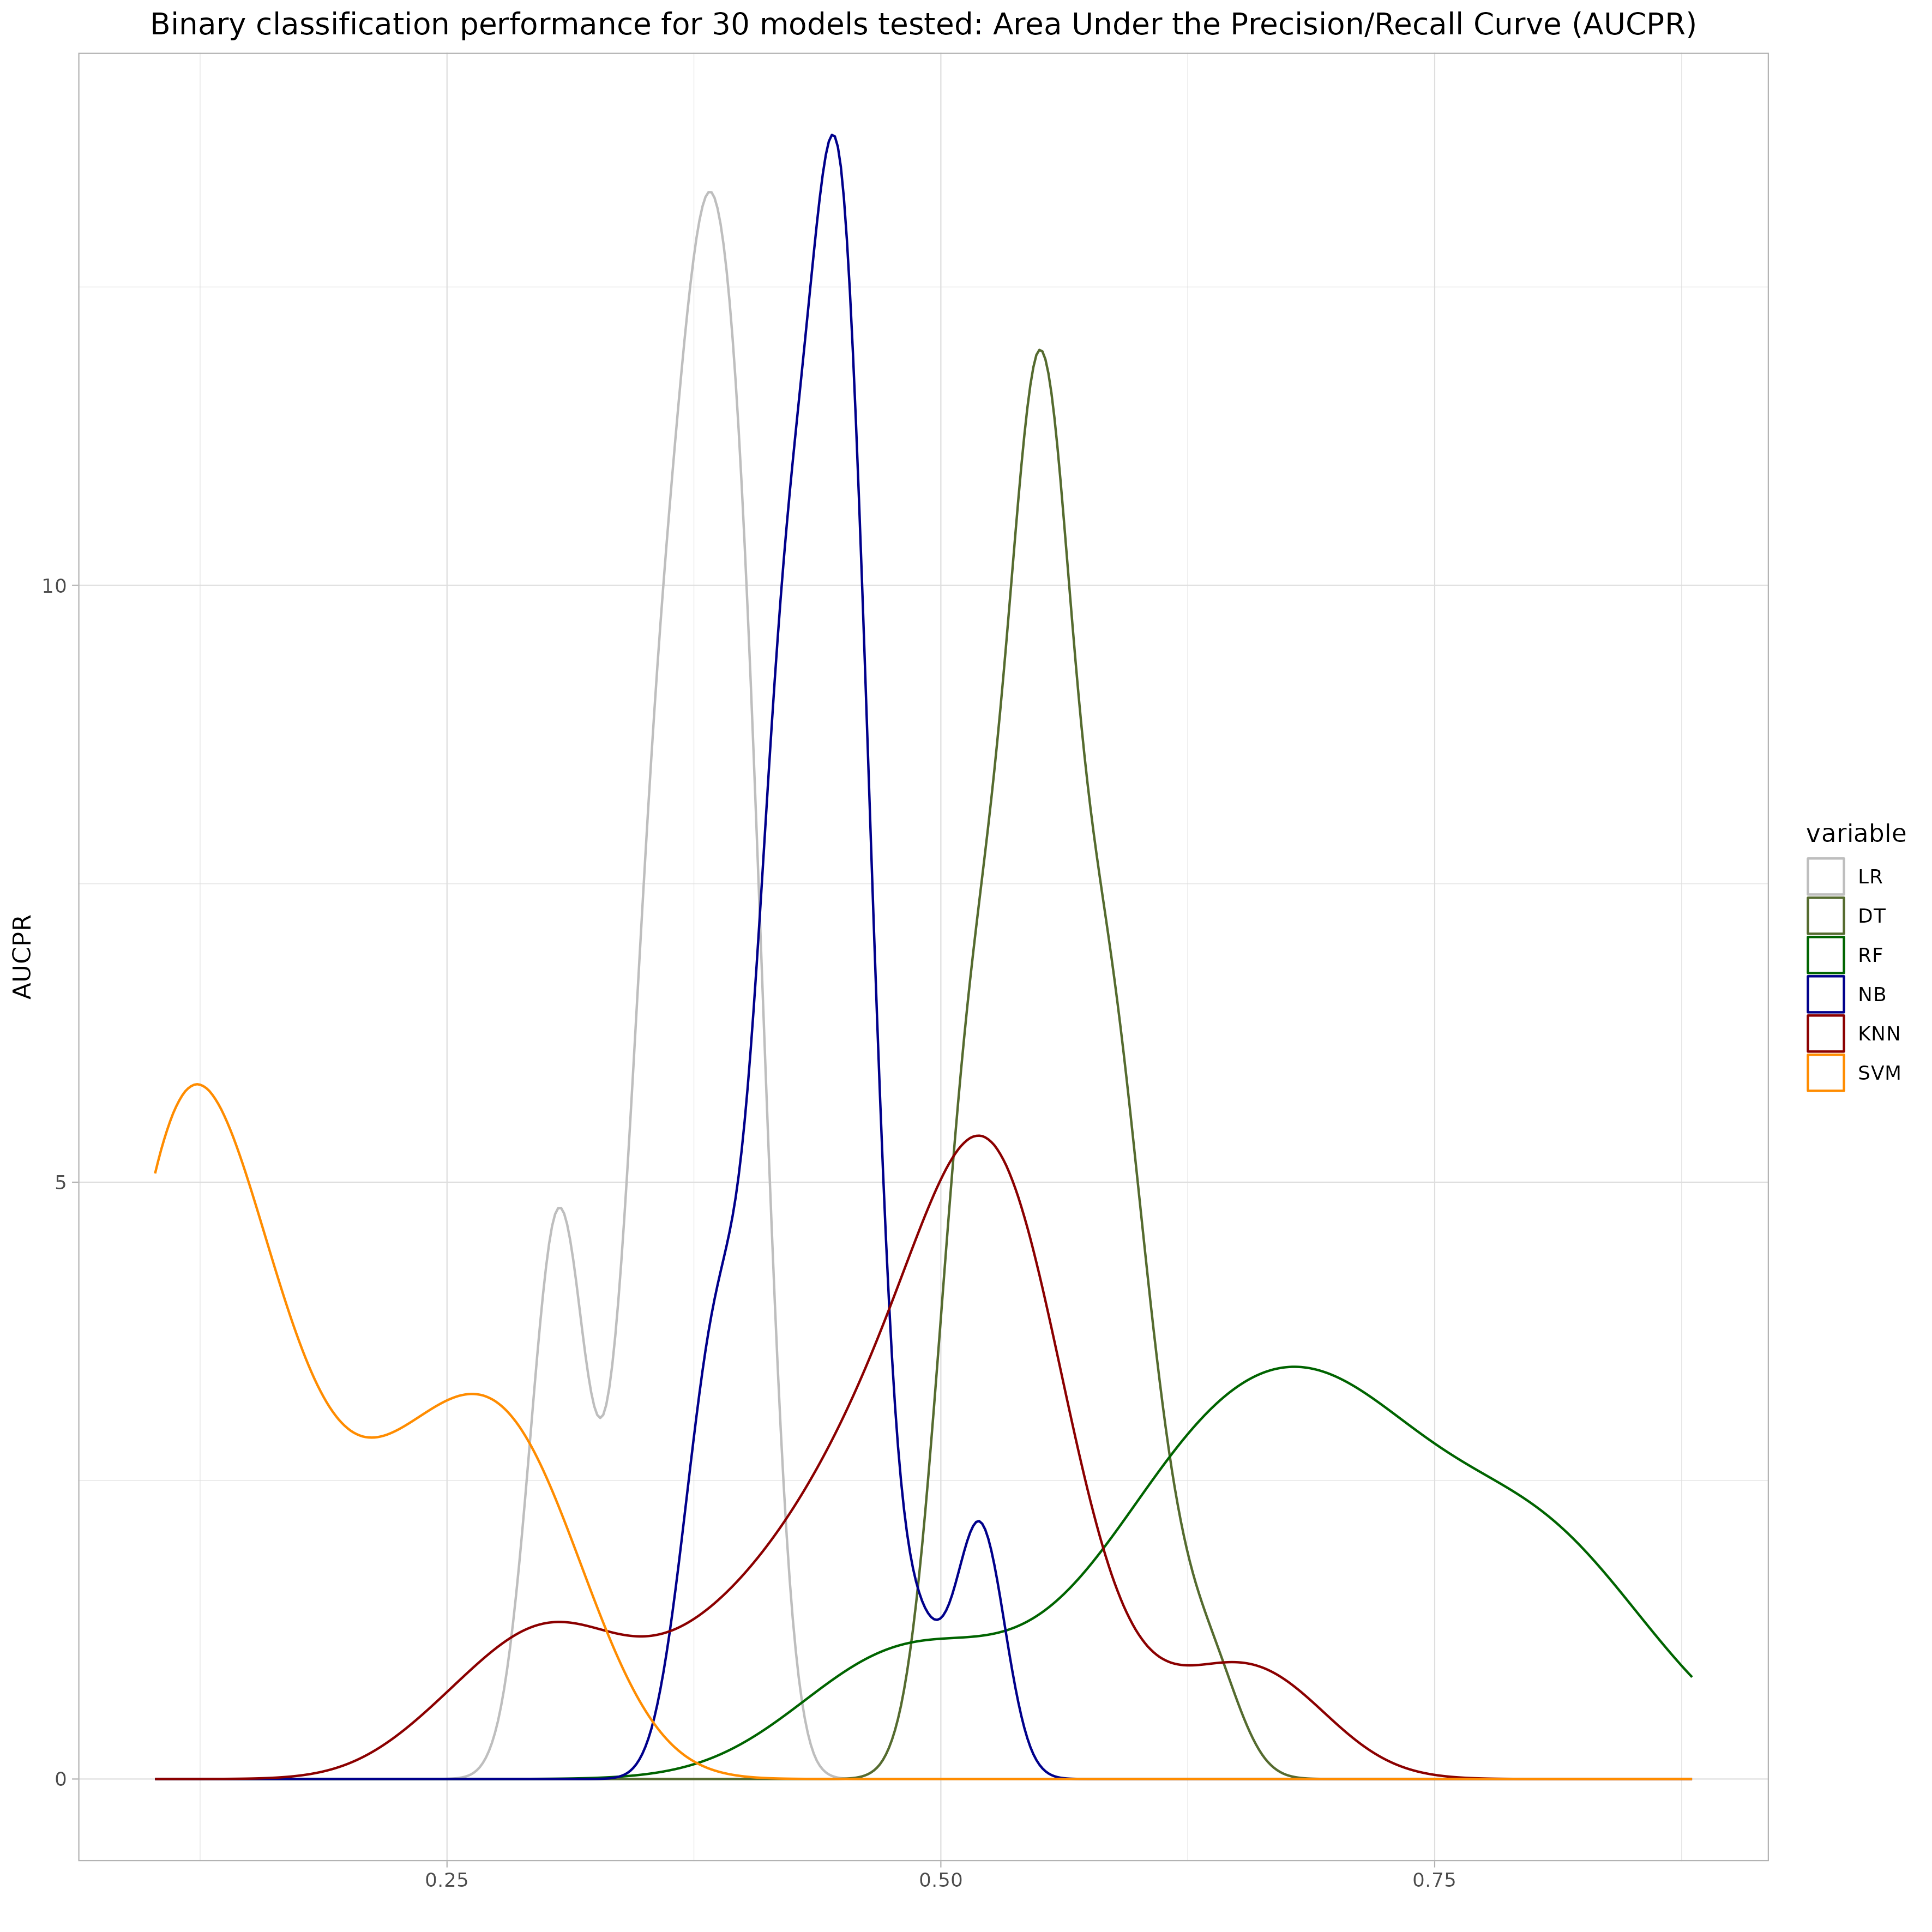 Binary classification performance for 30 models tested: Area Under the Precision/Recall Curve (AUCPR)
10
5
0
AUCPR
0.25
0.50
0.75
variable
LR
DT
RF
NB
KNN
SVM